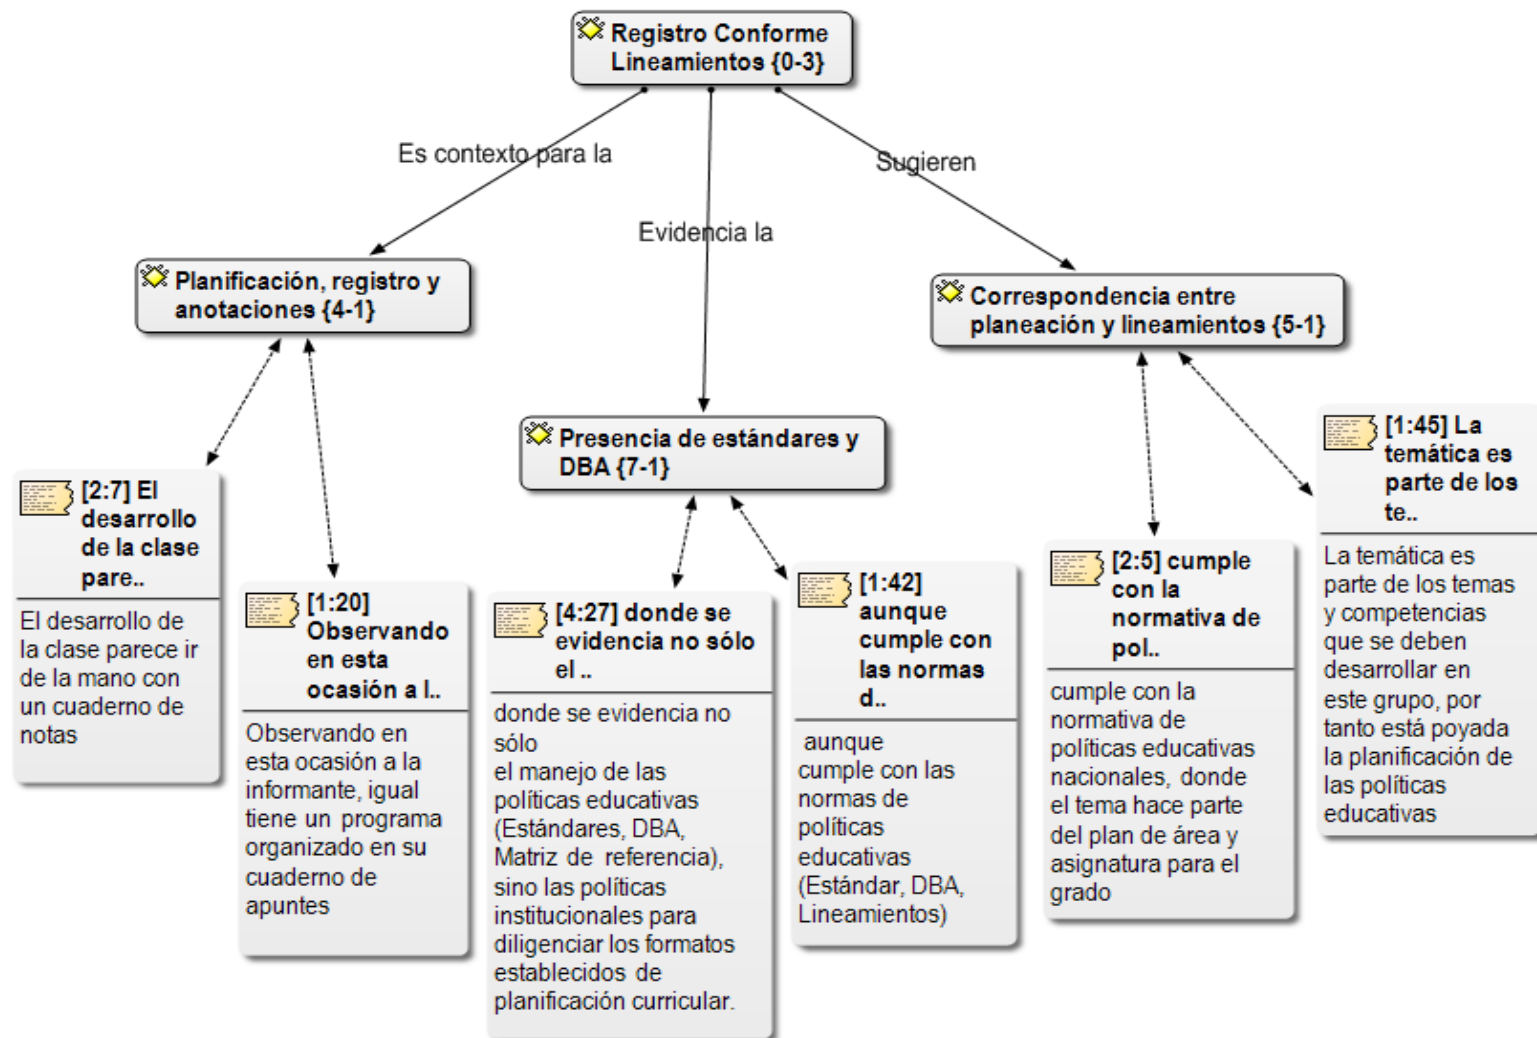 Registro Conforme
Lineamientos {0-3}
Es contexto para la
Sugieren
Evidencia la
Planificación, registro y
anotaciones {4-1}
Correspondencia entre
planeación y lineamientos {5-1}
Presencia de estándares y
DBA {7-1}
[2:7] El
desarrollo
de la clase
pare..
El desarrollo de
la clase parece ir
de la mano con
un cuaderno de
notas
[1:20]
Observando
en esta
ocasión a l..
Observando en
esta ocasión a la
informante, igual
tiene un programa
organizado en su
cuaderno de
apuntes
[4:27] donde se
evidencia no sólo
el ..
donde se evidencia no
sólo
el manejo de las
políticas educativas
(Estándares, DBA,
Matriz de referencia),
sino las políticas
institucionales para
diligenciar los formatos
establecidos de
planificación curricular.
[1:42]
aunque
cumple con
las normas
d..
aunque
cumple con las
normas de
políticas
educativas
(Estándar, DBA,
Lineamientos)
[2:5] cumple
con la
normativa de
pol..
cumple con la
normativa de
políticas educativas
nacionales, donde
el tema hace parte
del plan de área y
asignatura para el
grado
[1:45] La
temática es
parte de los
te..
La temática es
parte de los temas
y competencias
que se deben
desarrollar en
este grupo, por
tanto está poyada
la planificación de
las políticas
educativas